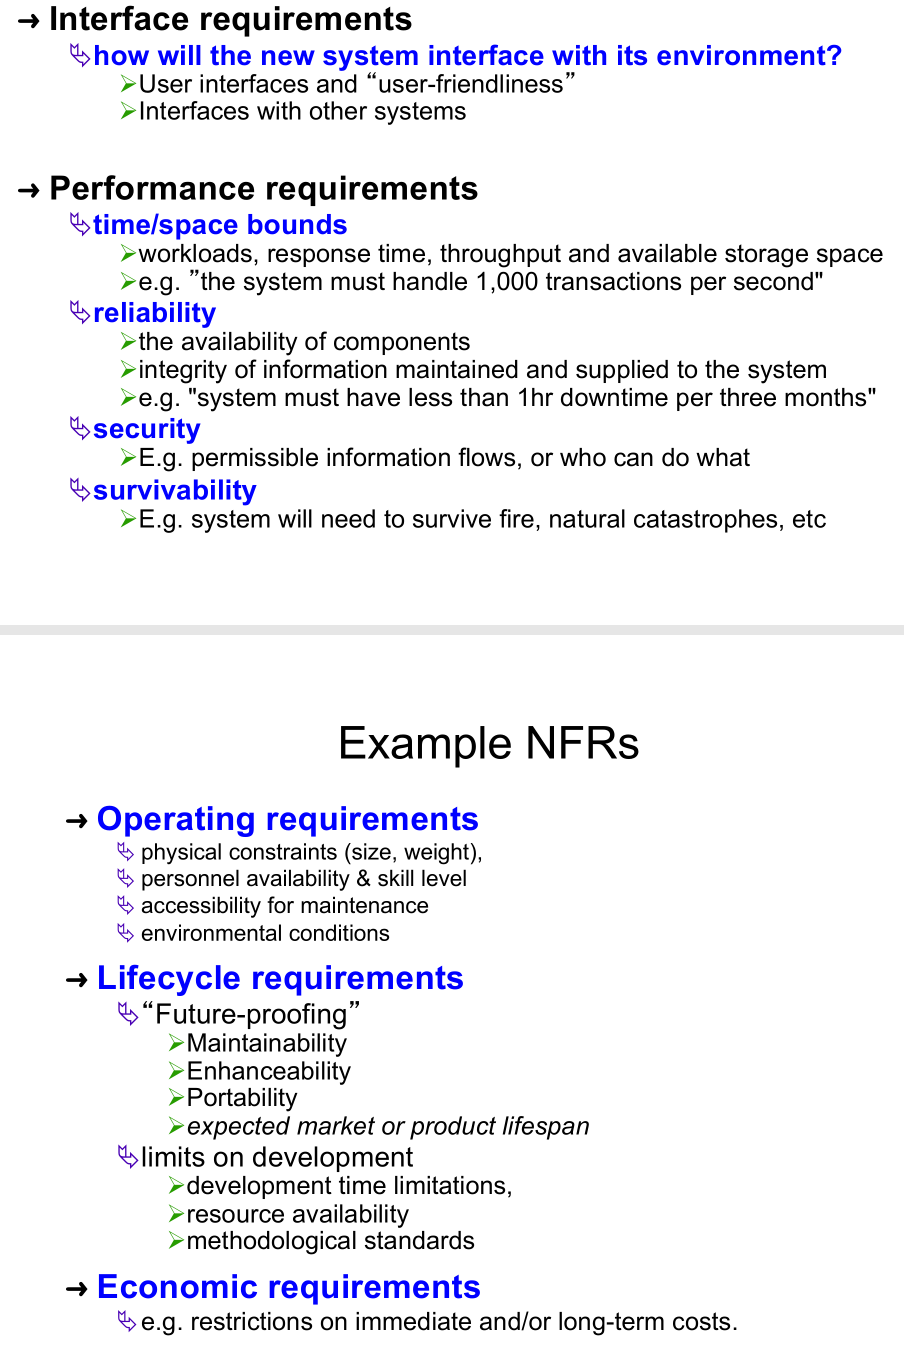 → Interface requirements
how will the new system interface with its environment?
➢User interfaces and “user-friendliness”
➢Interfaces with other systems
→ Performance requirements
time/space bounds
➢workloads, response time, throughput and available storage space
➢e.g. ”the system must handle 1,000 transactions per second"
reliability
➢the availability of components
➢integrity of information maintained and supplied to the system
➢e.g. "system must have less than 1hr downtime per three months"
security
➢E.g. permissible information flows, or who can do what
survivability
➢E.g. system will need to survive fire, natural catastrophes, etc
Example NFRs
→ Operating requirements
physical constraints (size, weight),
personnel availability & skill level
accessibility for maintenance
environmental conditions
→ Lifecycle requirements
“Future-proofing”
➢Maintainability
➢Enhanceability
➢Portability
➢expected market or product lifespan
limits on development
➢development time limitations,
➢resource availability
➢methodological standards
→ Economic requirements
e.g. restrictions on immediate and/or long-term costs.